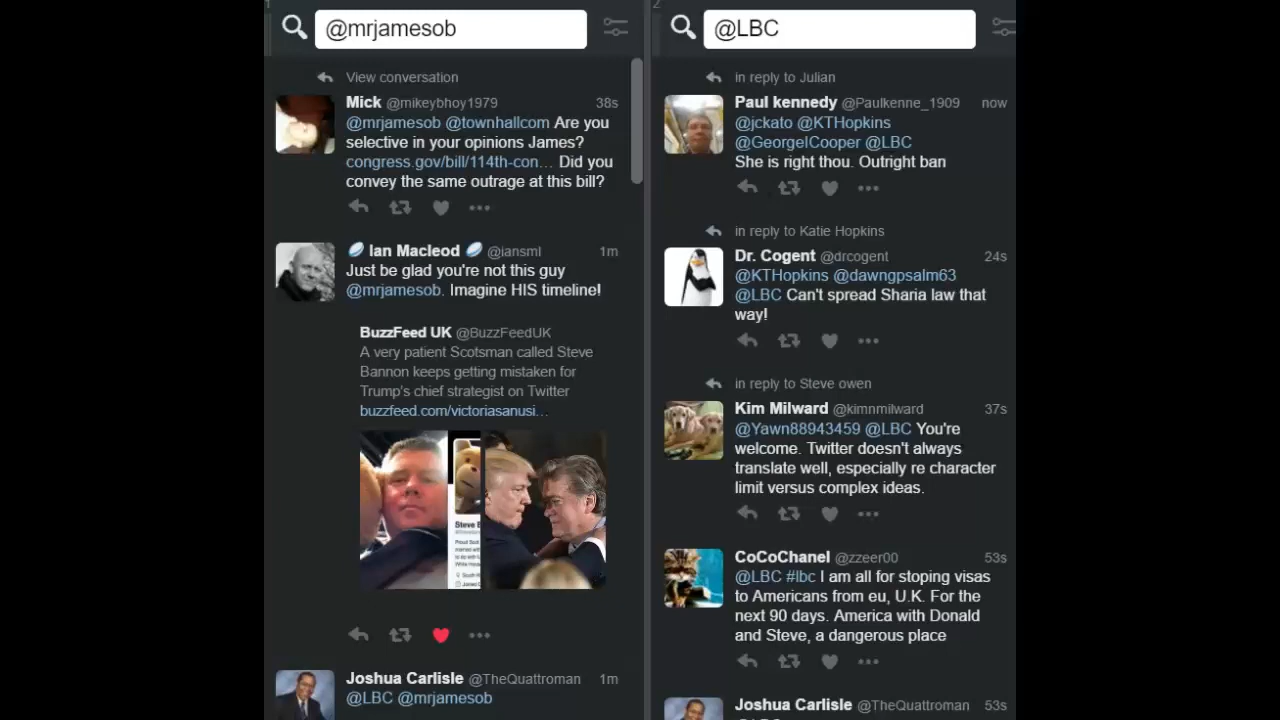 1
@mrjamesob
View conversation
Mick @mikeybhoy1979 38s
@mrjamesob @townhallcom Are you
selective in your opinions James?
congress.gov/bill/114th-con… Did you
convey the same outrage at this bill?
Ian Macleod @iansml 1m
Just be glad you're not this guy
@mrjamesob. Imagine HIS timeline!
BuzzFeed UK @BuzzFeedUK
A very patient Scotsman called Steve
Bannon keeps getting mistaken for
Trump's chief strategist on Twitter
buzzfeed.com/victoriasanusi…
Steve
Joshua Carlisle @TheQuattroman 1m
@LBC @mrjamesob
2
@LBC
in reply to Julian
Paul kennedy @Paulkenne_1909 now
@jckato @KTHopkins
@GeorgeICooper @LBC
She is right thou. Outright ban
in reply to Katie Hopkins
Dr. Cogent @drcogent 24s
@KTHopkins @dawngpsalm63
@LBC Can't spread Sharia law that
way!
in reply to Steve owen
Kim Milward @kimnmilward 37s
@Yawn88943459 @LBC You're
welcome. Twitter doesn't always
translate well, especially re character
limit versus complex ideas.
CoCoChanel @zzeer00 53s
@LBC #lbc I am all for stoping visas
to Americans from eu, U.K. For the
next 90 days. America with Donald
and Steve, a dangerous place
Joshua Carlisle @TheQuattroman 53s